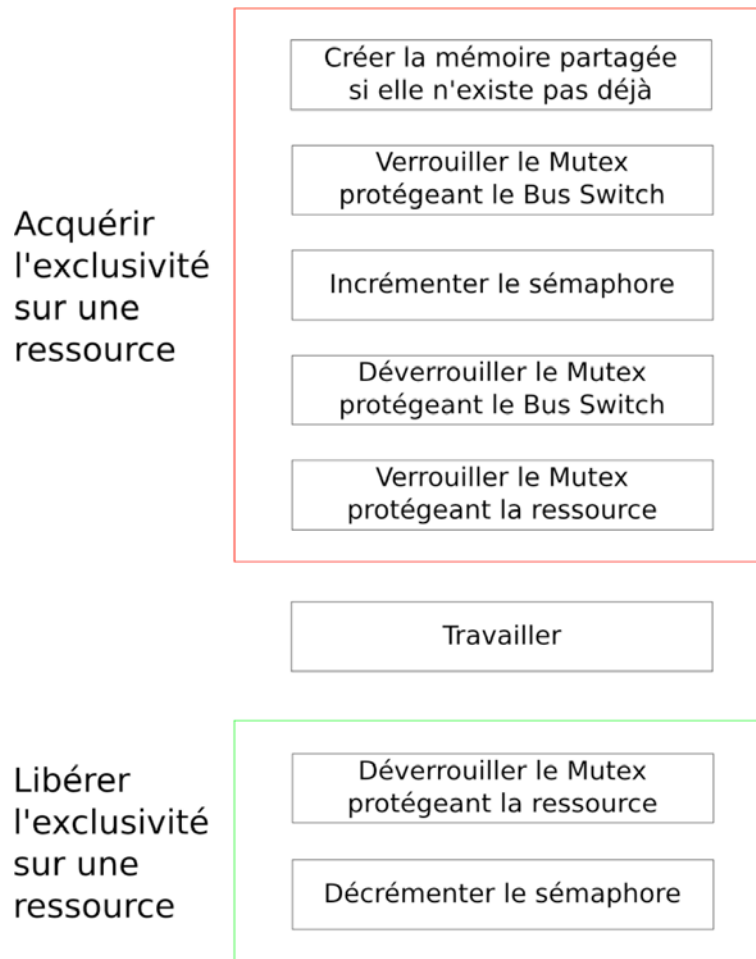 Acquérir
l'exclusivité
sur une
ressource
Créer la mémoire partagée
si elle n'existe pas déjà
Verrouiller le Mutex
protégeant le Bus Switch
Incrémenter le sémaphore
Déverrouiller le Mutex
protégeant le Bus Switch
Verrouiller le Mutex
protégeant la ressource
Travailler
Libérer
l'exclusivité
sur une
ressource
Déverrouiller le Mutex
protégeant la ressource
Décrémenter le sémaphore